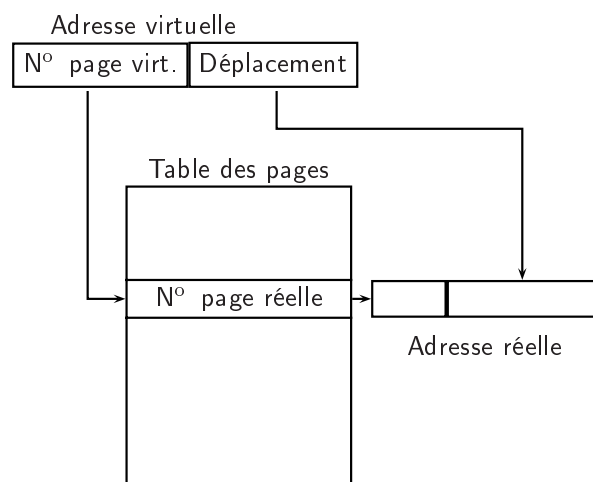 Adresse virtuelle
Nº page virt. Déplacement
Table des pages
Nº page réelle
Adresse réelle